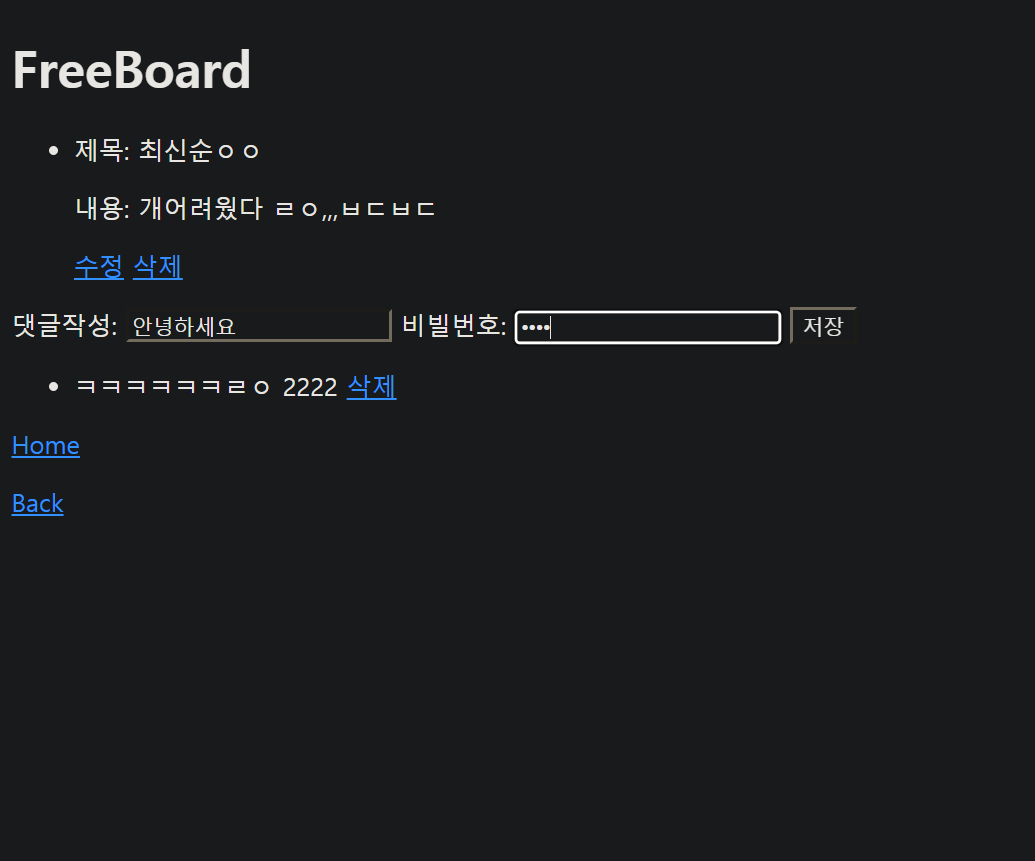 FreeBoard
제목: 최신순ㅇㅇ
내용: 개어려웠다 ㄹㅇ,,,ㅂㄷㅂㄷ
수정 삭제
댓글작성: 안녕하세요 비밀번호: •••• 저장
ㅋㅋㅋㅋㅋㅋㄹㅇ 2222 삭제
Home
Back